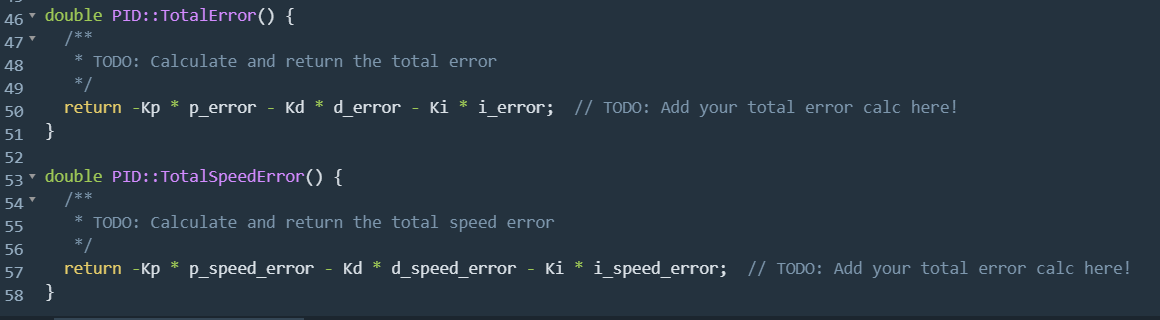 46 double PID::TotalError() {
47 /**
48 * TODO: Calculate and return the total error
49 */
50 return -Kp * p_error - Kd * d_error - Ki * i_error; // TODO: Add your total error calc here!
51 }
52
53 double PID::TotalSpeedError() {
54 /**
55 * TODO: Calculate and return the total speed error
56 */
57 return -Kp * p_speed_error - Kd * d_speed_error - Ki * i_speed_error; // TODO: Add your total error calc here!
58 }